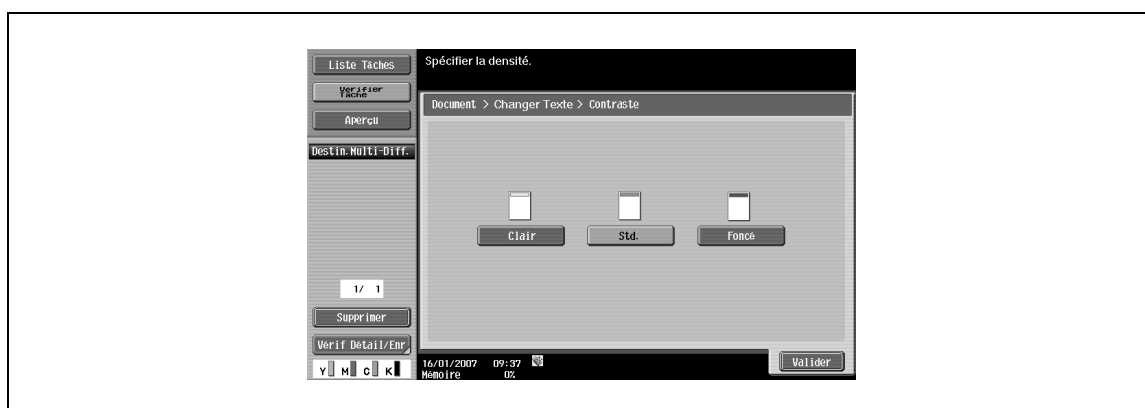 Liste Tâches
Vérifier
Tâche
Aperçu
Destin.Multi-Diff.
1/ 1
Supprimer
Vérif Détail/Enr
Y M C K
Spécifier la densité.
Document > Changer Texte > Contraste
Clair Std. Foncé
16/01/2007 09:37
Mémoire 0%
Valider